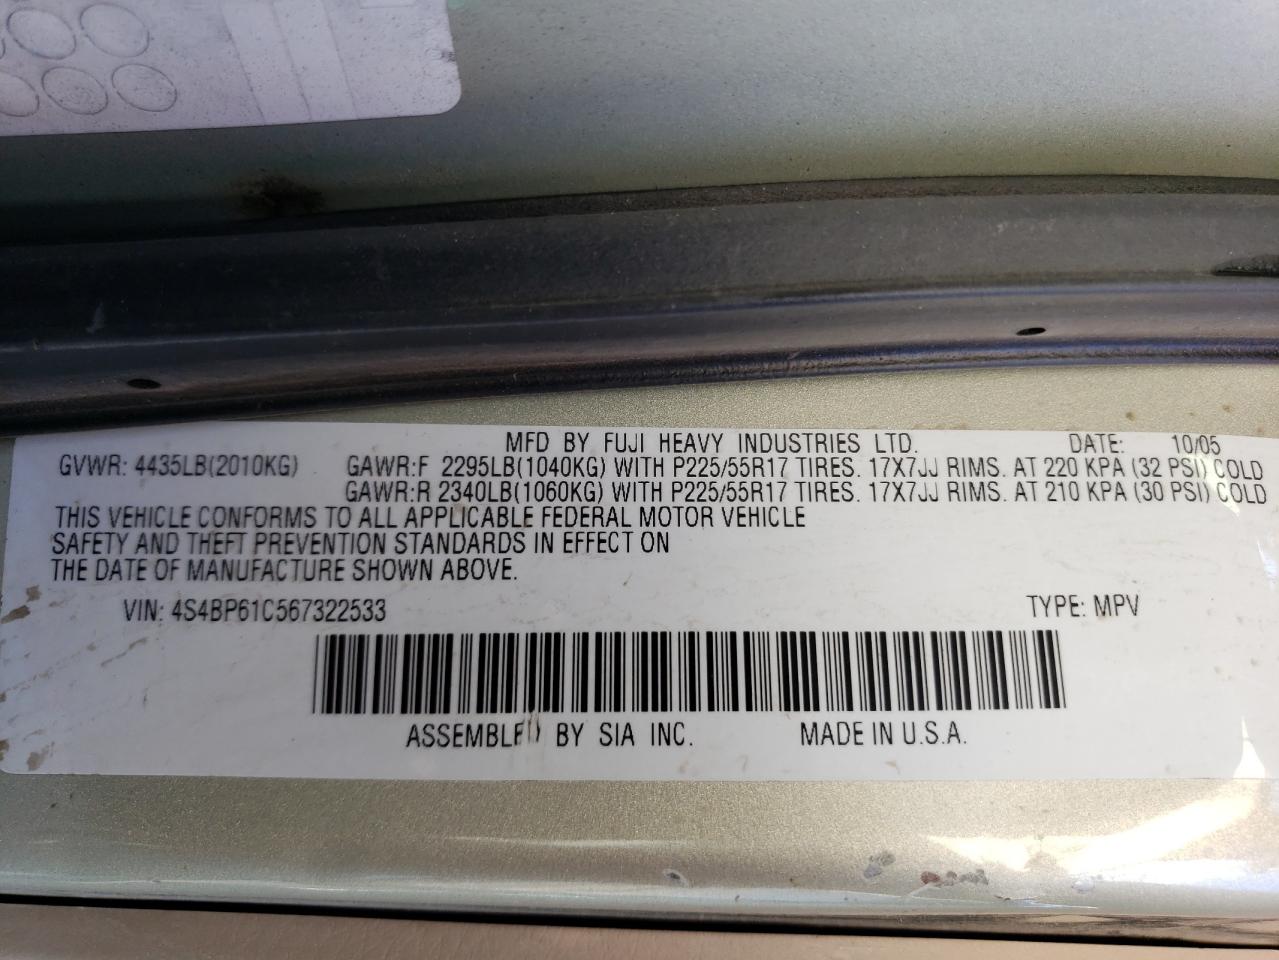 MFD BY FUJI HEAVY INDUSTRIES LTD. DATE: 10/05
GVWR: 4435LB(2010KG) GAWR:F 2295LB(1040KG) WITH P225/55R17 TIRES. 17X7JJ RIMS. AT 220 KPA (32 PSI) COLD
GAWR:R 2340LB(1060KG) WITH P225/55R17 TIRES. 17X7JJ RIMS. AT 210 KPA (30 PSI) COLD
THIS VEHICLE CONFORMS TO ALL APPLICABLE FEDERAL MOTOR VEHICLE
SAFETY AND THEFT PREVENTION STANDARDS IN EFFECT ON
THE DATE OF MANUFACTURE SHOWN ABOVE.
VIN: 4S4BP61C567322533 TYPE: MPV
ASSEMBLED BY SIA INC. MADE IN U.S.A.